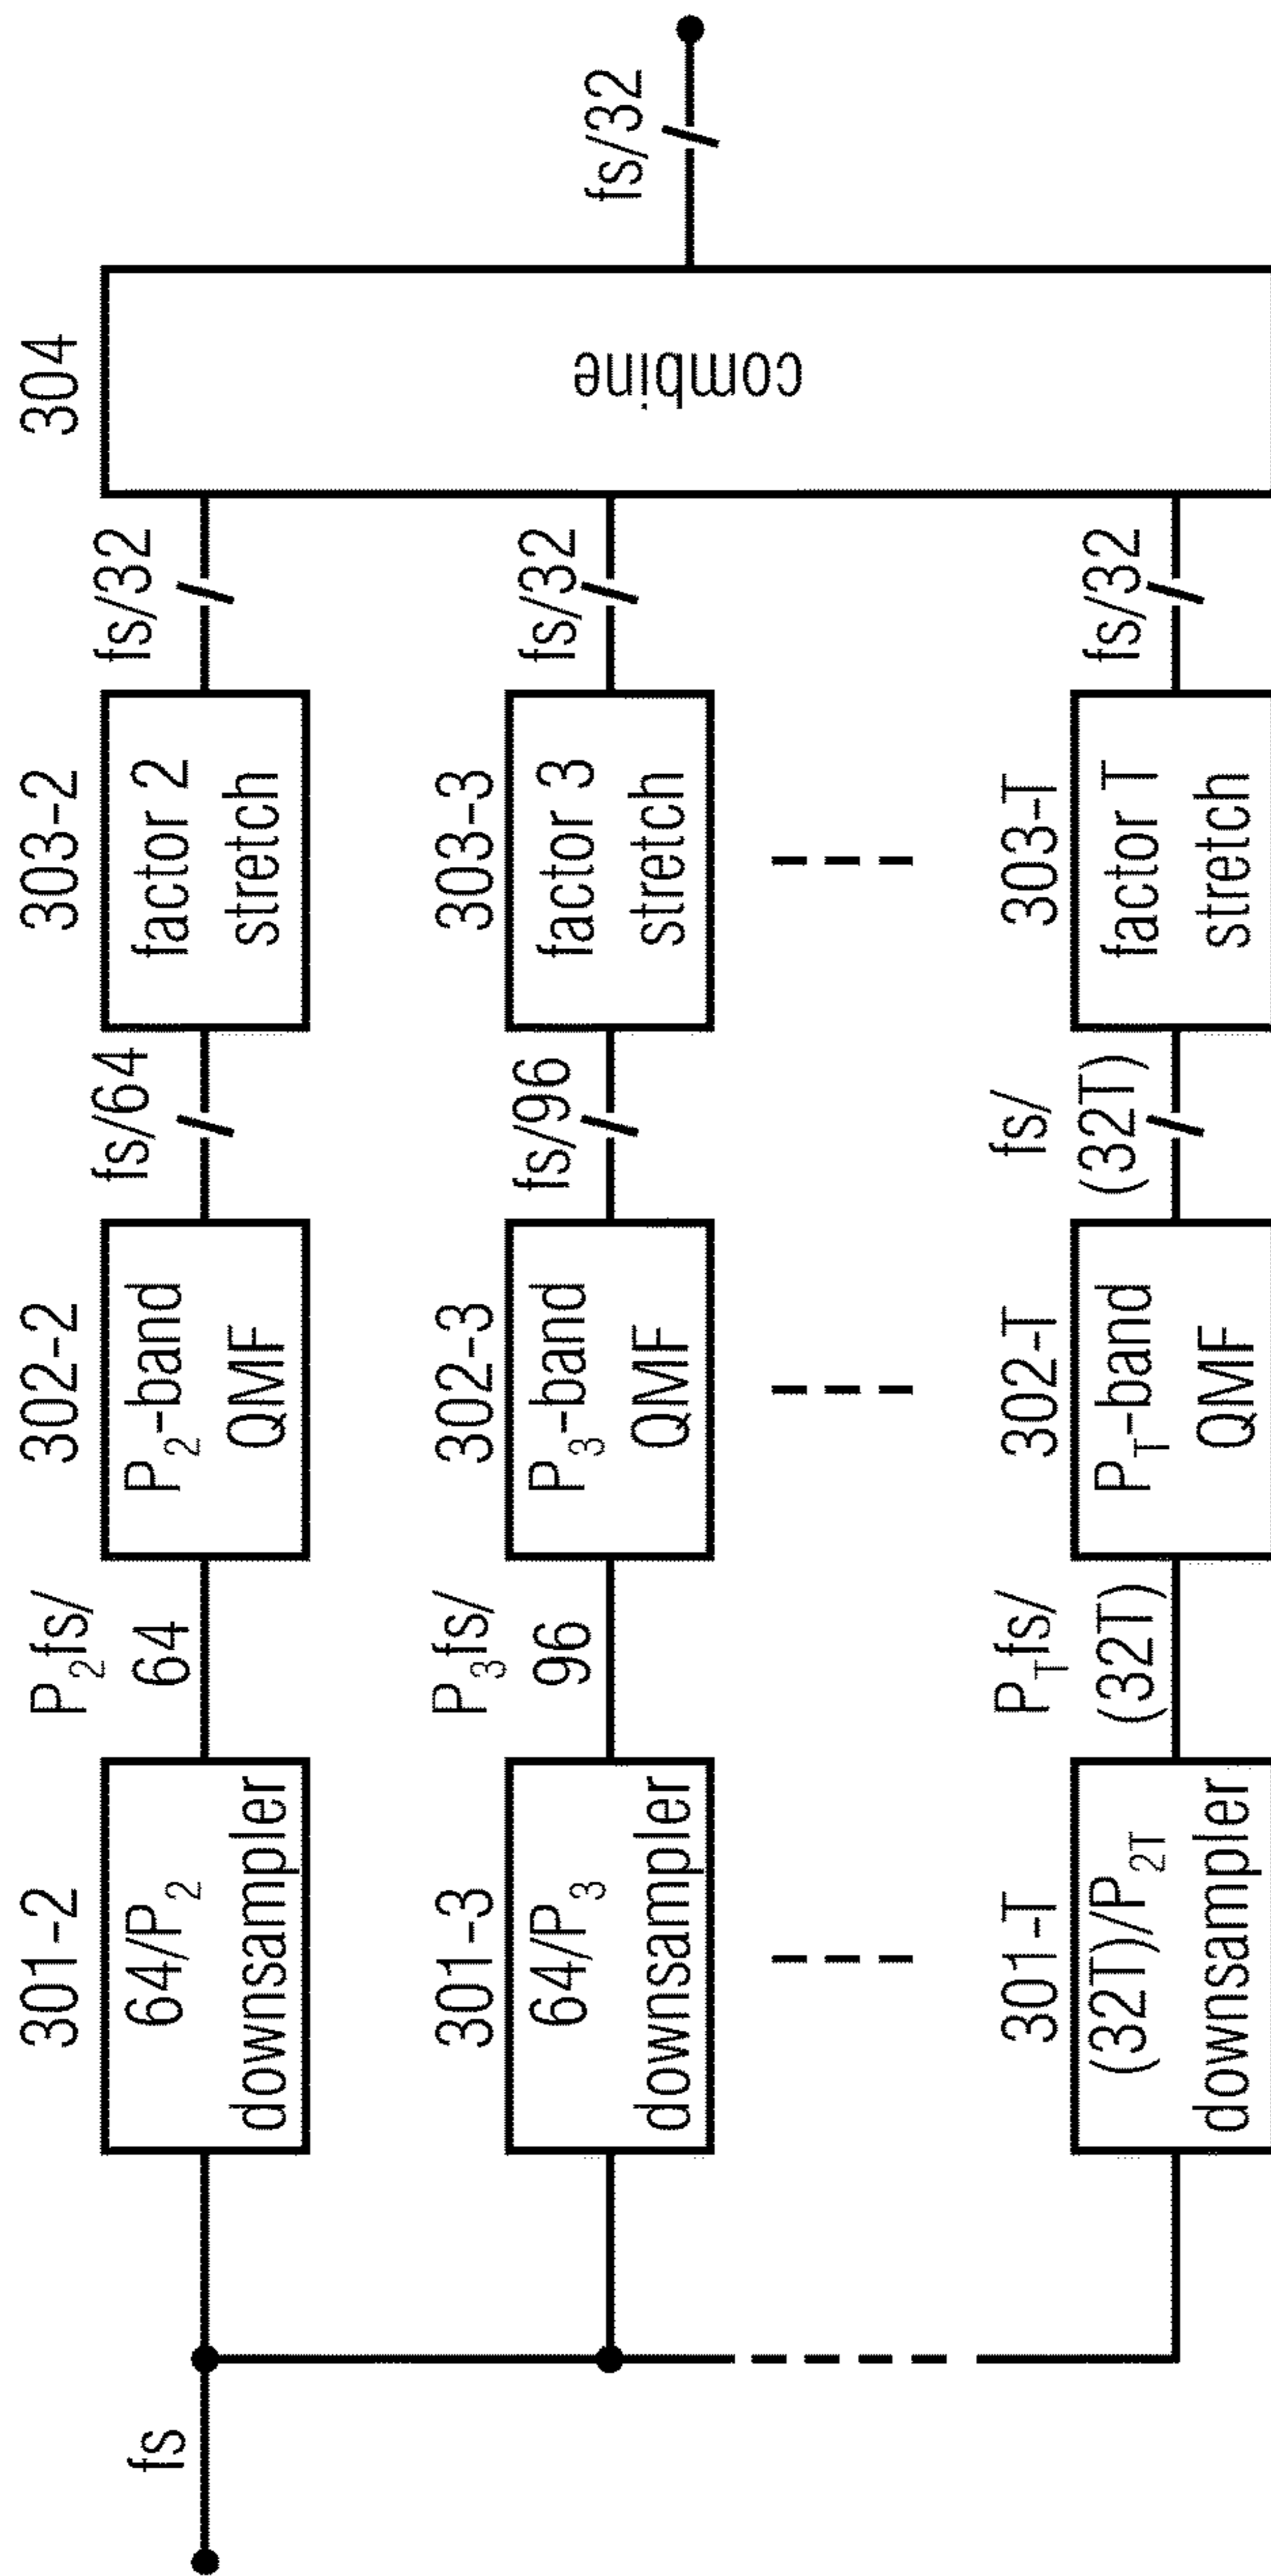 fs
301-2
64/P₂
downsampler
P₂fs/
64
302-2
P₂-band
QMF
fs/64
303-2
factor 2
stretch
fs/32
301-3
64/P₃
downsampler
P₃fs/
96
302-3
P₃-band
QMF
fs/96
303-3
factor 3
stretch
fs/32
301-T
(32T)/P₂T
downsampler
PTfs/
(32T)
302-T
PT-band
QMF
fs/
(32T)
303-T
factor T
stretch
fs/32
304
combine
fs/32